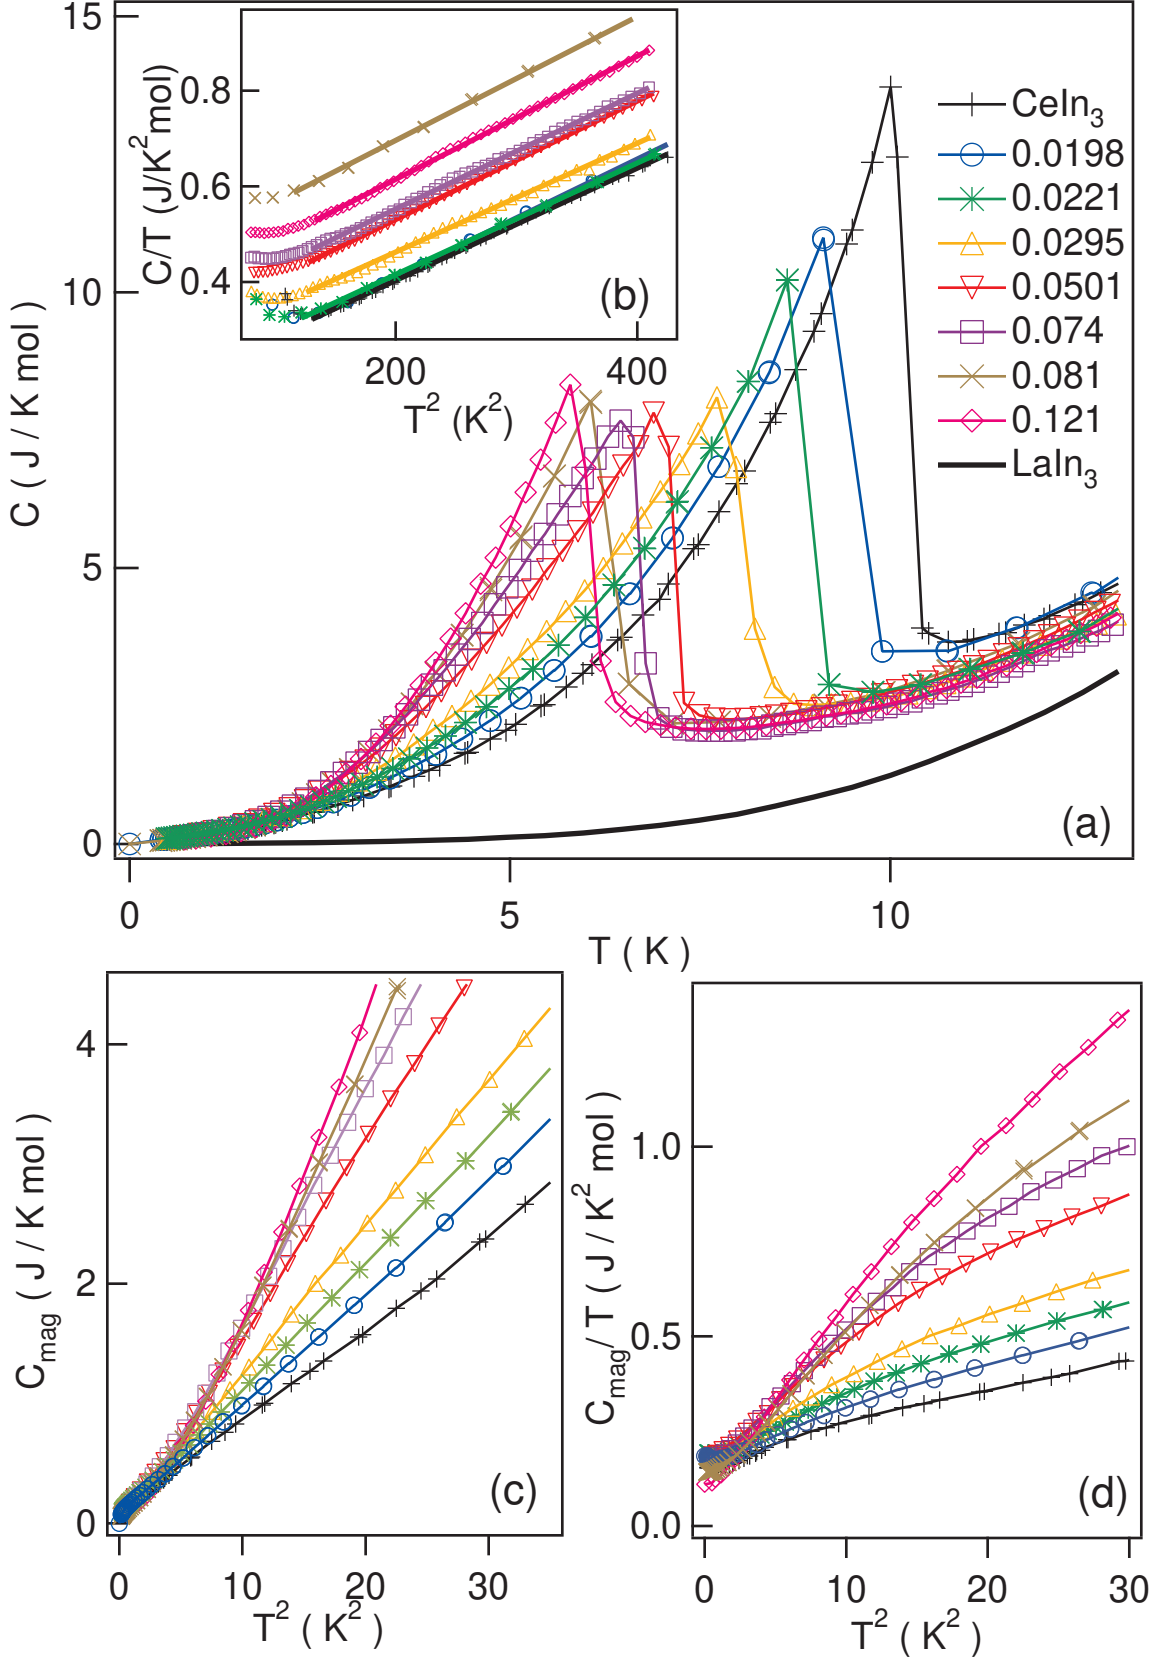 15
10
5
0
C ( J / K mol )
0
5
10
T ( K )
(a)
CeIn₃
0.0198
0.0221
0.0295
0.0501
0.074
0.081
0.121
LaIn₃
0.8
0.6
0.4
C/T (J/K² mol)
200
400
T² (K²)
(b)
4
2
0
C_mag ( J / K mol )
0
10
20
30
T² ( K² )
(c)
1.0
0.5
0.0
C_mag / T ( J / K² mol )
0
10
20
30
T² ( K² )
(d)